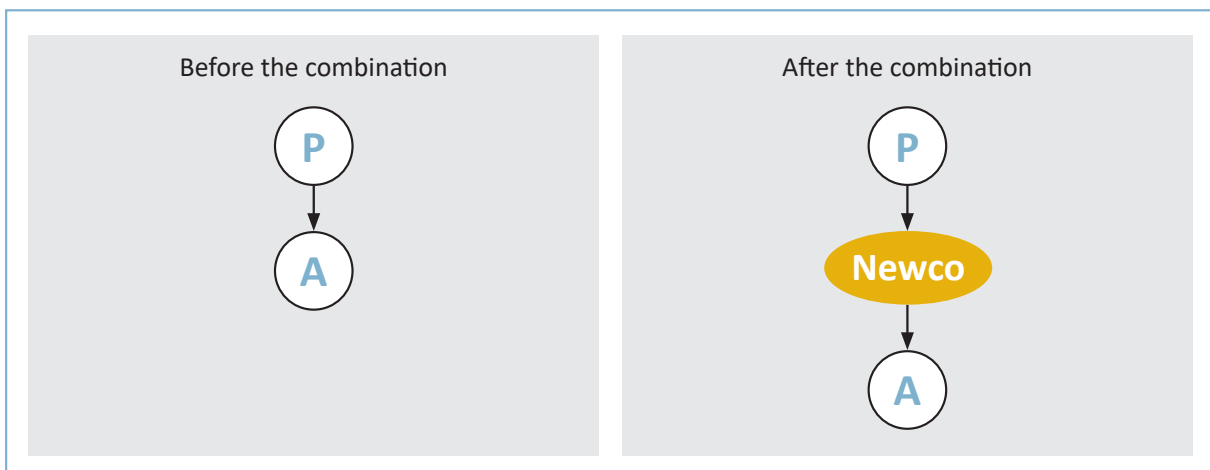 Before the combination
P
A
After the combination
P
Newco
A